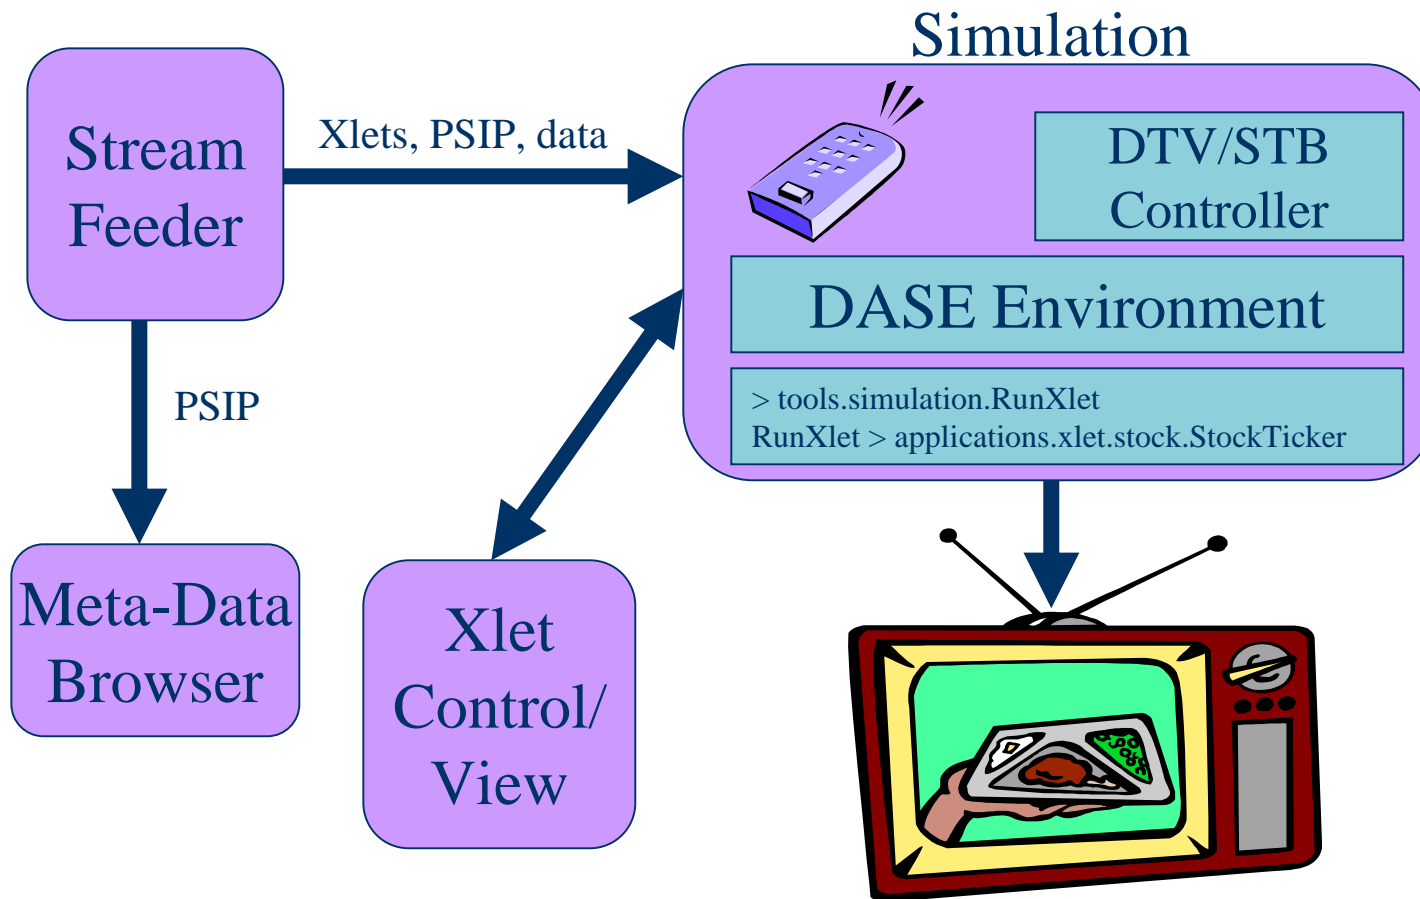 Simulation
Stream
Feeder
Xlets, PSIP, data
DTV/STB
Controller
DASE Environment
> tools.simulation.RunXlet
RunXlet > applications.xlet.stock.StockTicker
PSIP
Meta-Data
Browser
Xlet
Control/
View